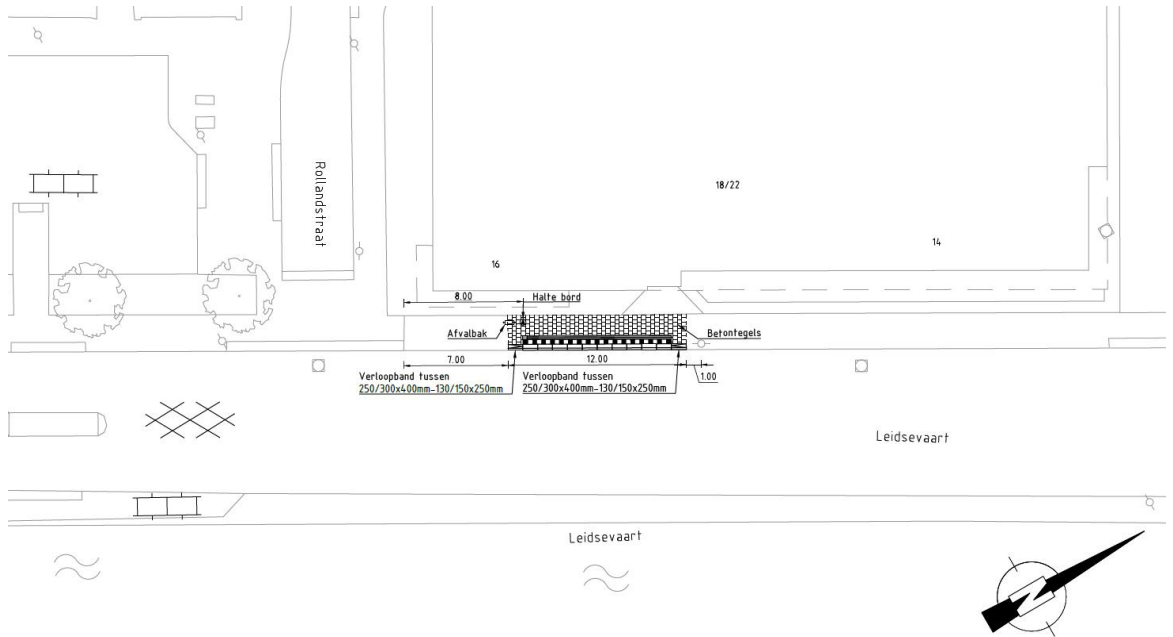 Rollandstraat
18/22
14
16
8.00
Halte bord
Afvalbak
Betontegels
7.00
12.00
1.00
Verloopband tussen
250/300x400mm-130/150x250mm
Verloopband tussen
250/300x400mm-130/150x250mm
Leidsevaart
Leidsevaart
N